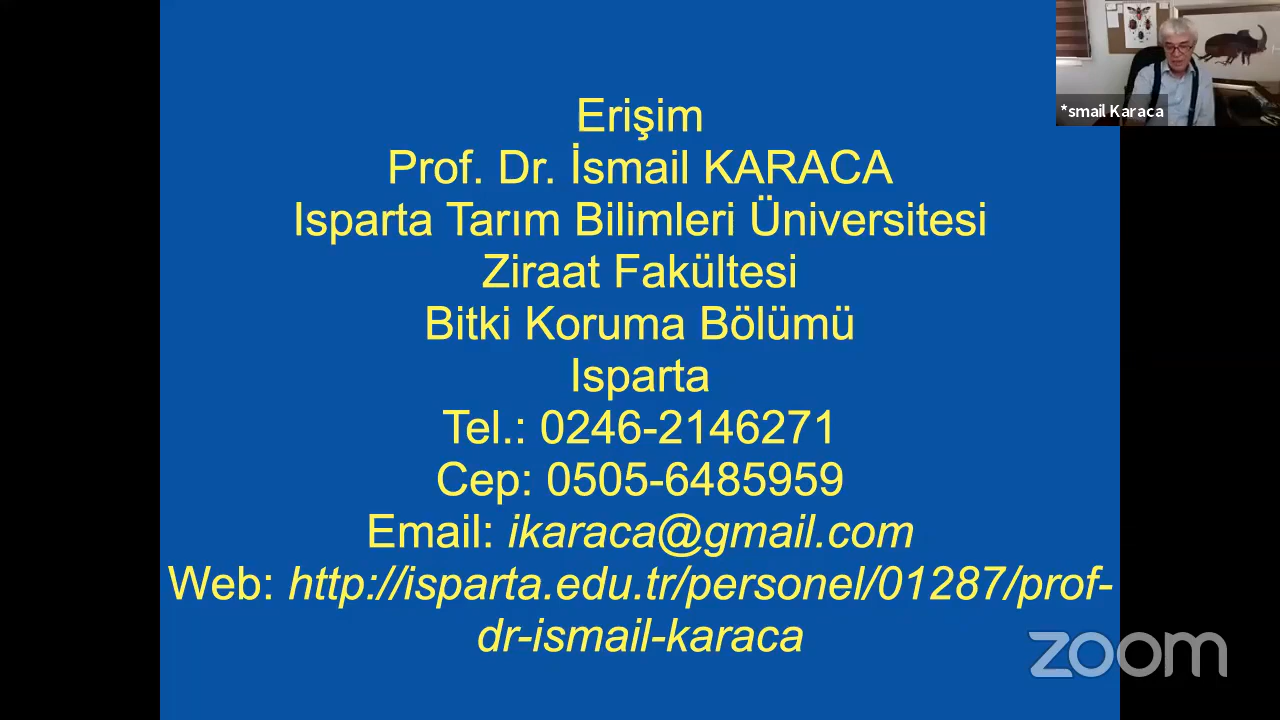 Erişim
Prof. Dr. İsmail KARACA
Isparta Tarım Bilimleri Üniversitesi
Ziraat Fakültesi
Bitki Koruma Bölümü
Isparta
Tel.: 0246-2146271
Cep: 0505-6485959
Email: ikaraca@gmail.com
Web: http://isparta.edu.tr/personel/01287/prof-
dr-ismail-karaca
*smail Karaca
zoom